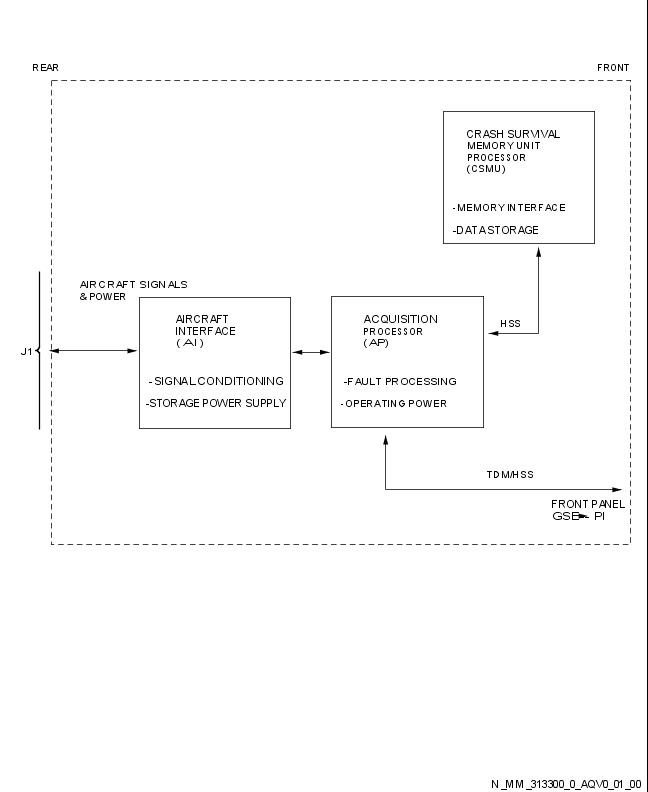 REAR
FRONT
CRASH SURVIVAL
MEMORY UNIT
PROCESSOR
(CSMU)
-MEMORY INTERFACE
-DATA STORAGE
AIRCRAFT SIGNALS
& POWER
AIRCRAFT
INTERFACE
(AI)
-SIGNAL CONDITIONING
-STORAGE POWER SUPPLY
ACQUISITION
PROCESSOR
(AP)
-FAULT PROCESSING
-OPERATING POWER
HSS
J1
TDM/HSS
FRONT PANEL
PI
N_MM_313300_0_AQV0_01_00